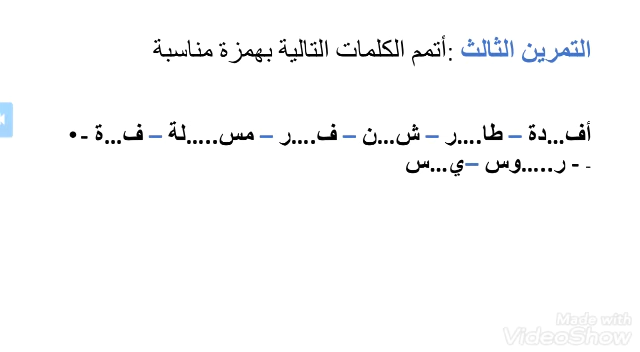 التمرين الثالث :أتمم الكلمات التالية بهمزة مناسبة
أف...دة – طا....ر – ش...ن – ف....ر – مس.....لة – ف...ة -•
- - ر.....وس –ي...س
Made with
VideoShow